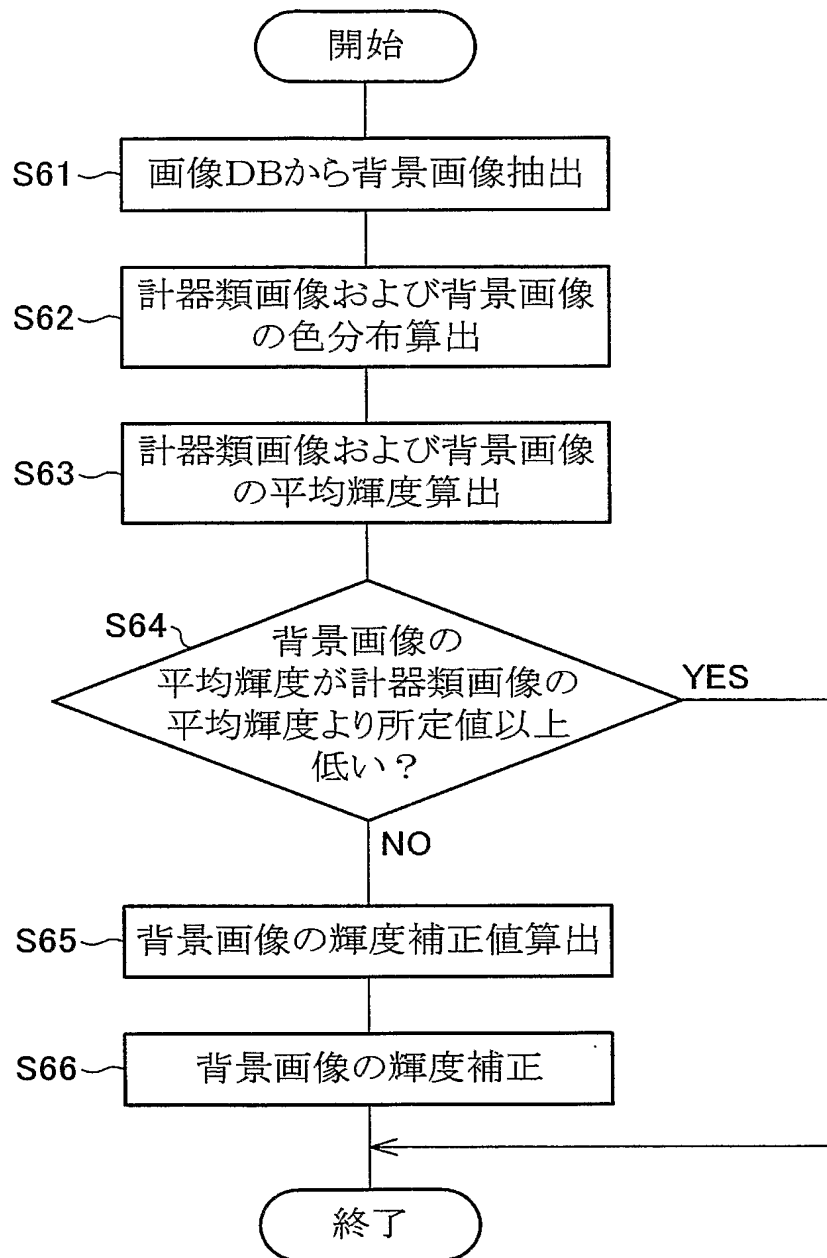 開始
S61
画像DBから背景画像抽出
S62
計器類画像および背景画像
の色分布算出
S63
計器類画像および背景画像
の平均輝度算出
S64
背景画像の
平均輝度が計器類画像の
平均輝度より所定値以上
低い？
YES
NO
S65
背景画像の輝度補正値算出
S66
背景画像の輝度補正
終了